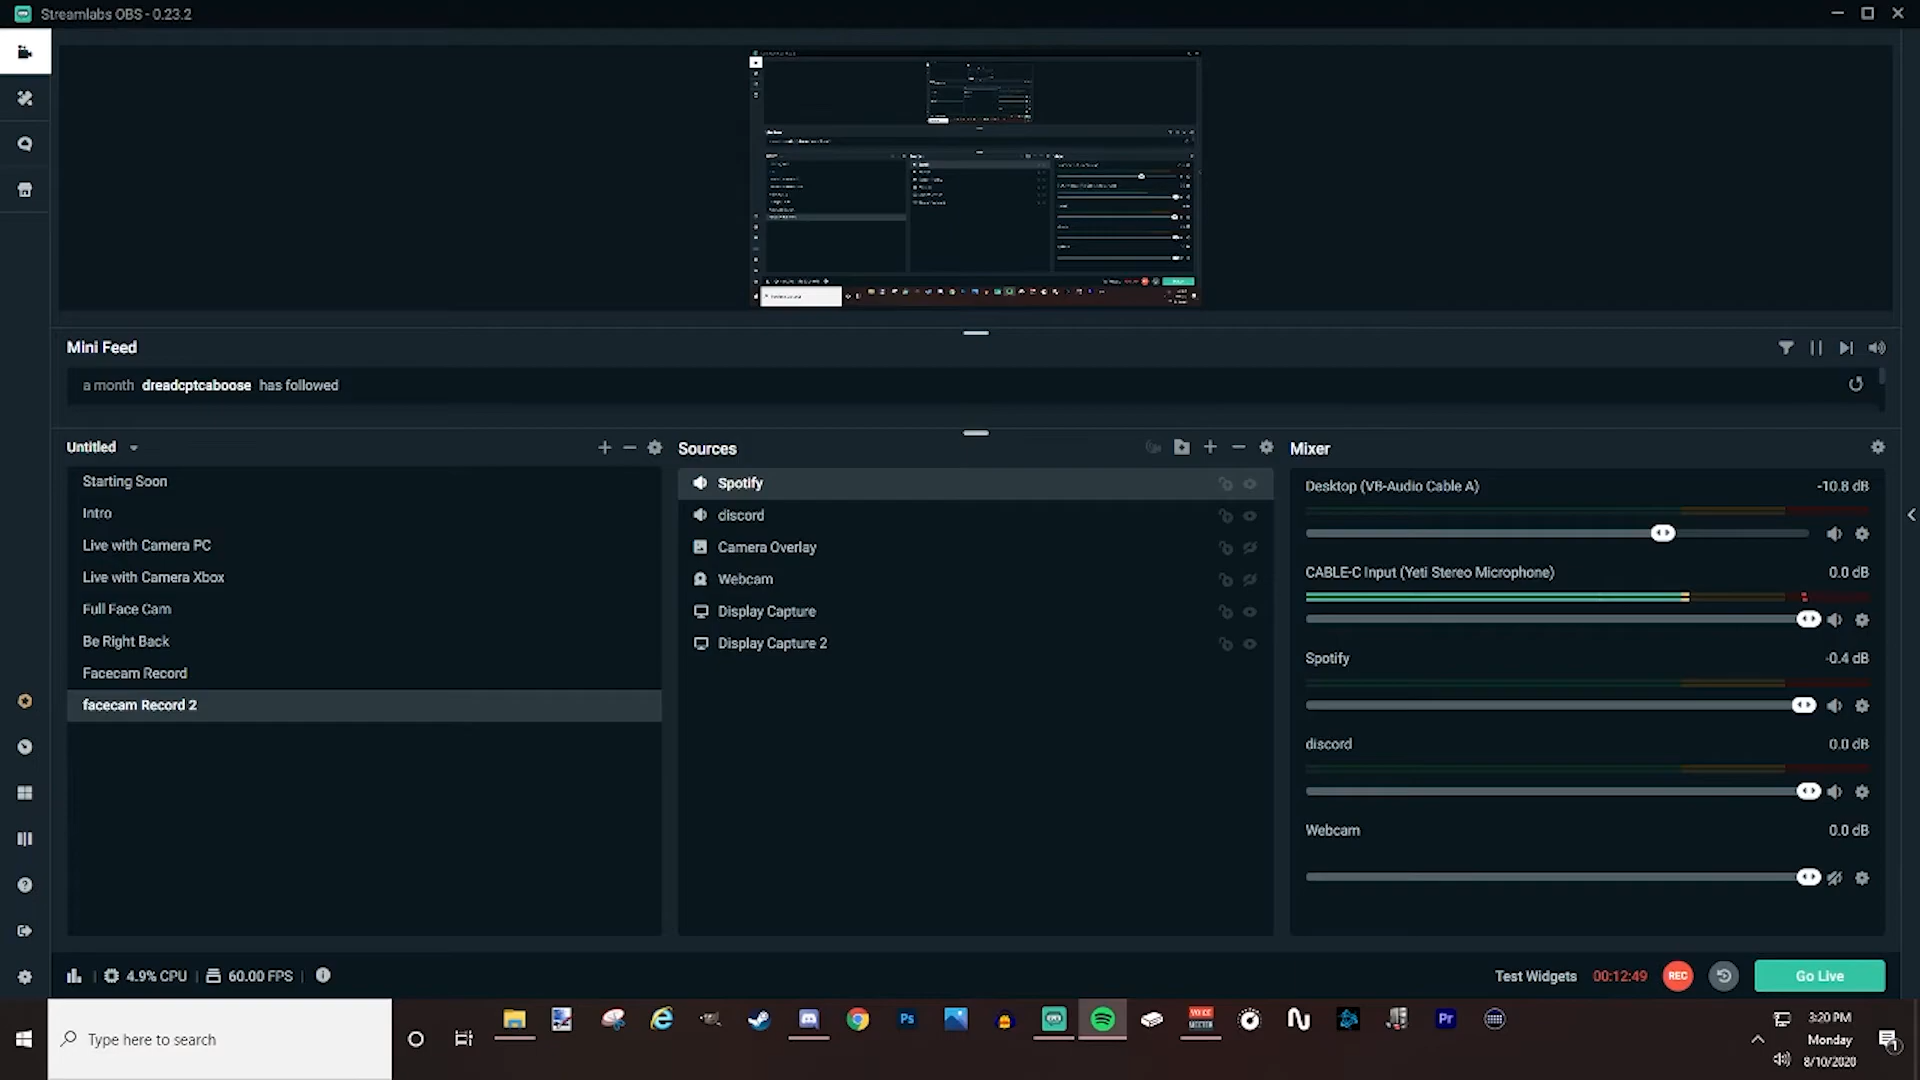 Streamlabs OBS - 0.23.2
Mini Feed
a month dreadcptcaboose has followed
Untitled
Starting Soon
Intro
Live with Camera PC
Live with Camera Xbox
Full Face Cam
Be Right Back
Facecam Record
facecam Record 2
Sources
Spotify
discord
Camera Overlay
Webcam
Display Capture
Display Capture 2
Mixer
Desktop (VB-Audio Cable A) -10.8 dB
CABLE-C Input (Yeti Stereo Microphone) 0.0 dB
Spotify -0.4 dB
discord 0.0 dB
Webcam 0.0 dB
4.9% CPU 60.00 FPS
Test Widgets 00:12:49 REC Go Live
Type here to search
Ps
VOICE
MEETER
Pr
3:20 PM
Monday
8/10/2020
1